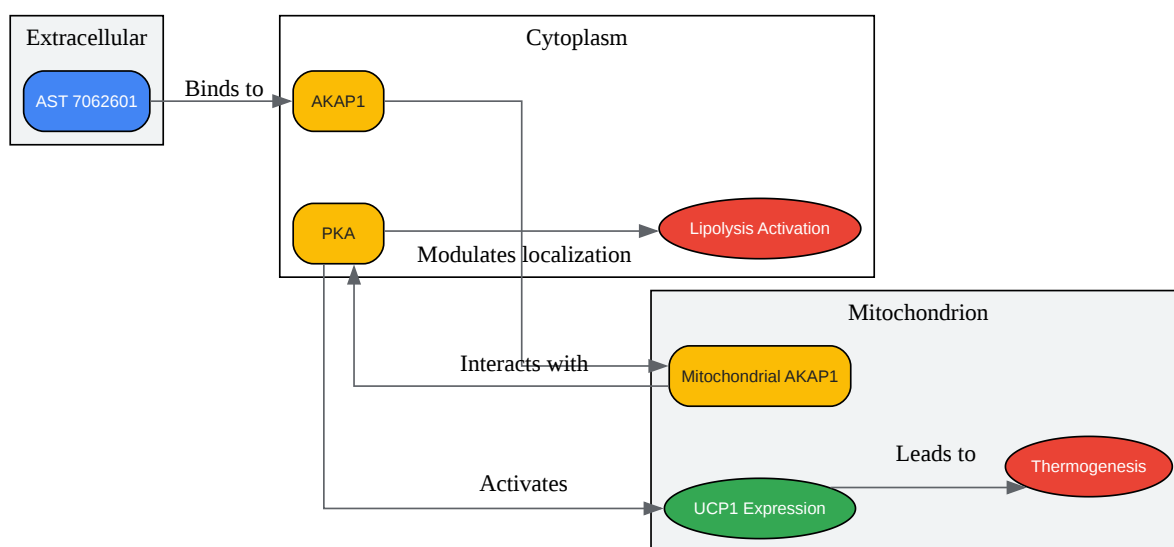 Extracellular
Cytoplasm
AST 7062601
Binds to
AKAP1
PKA
Lipolysis Activation
Modulates localization
Mitochondrion
Interacts with
Mitochondrial AKAP1
Leads to
Thermogenesis
Activates
UCP1 Expression